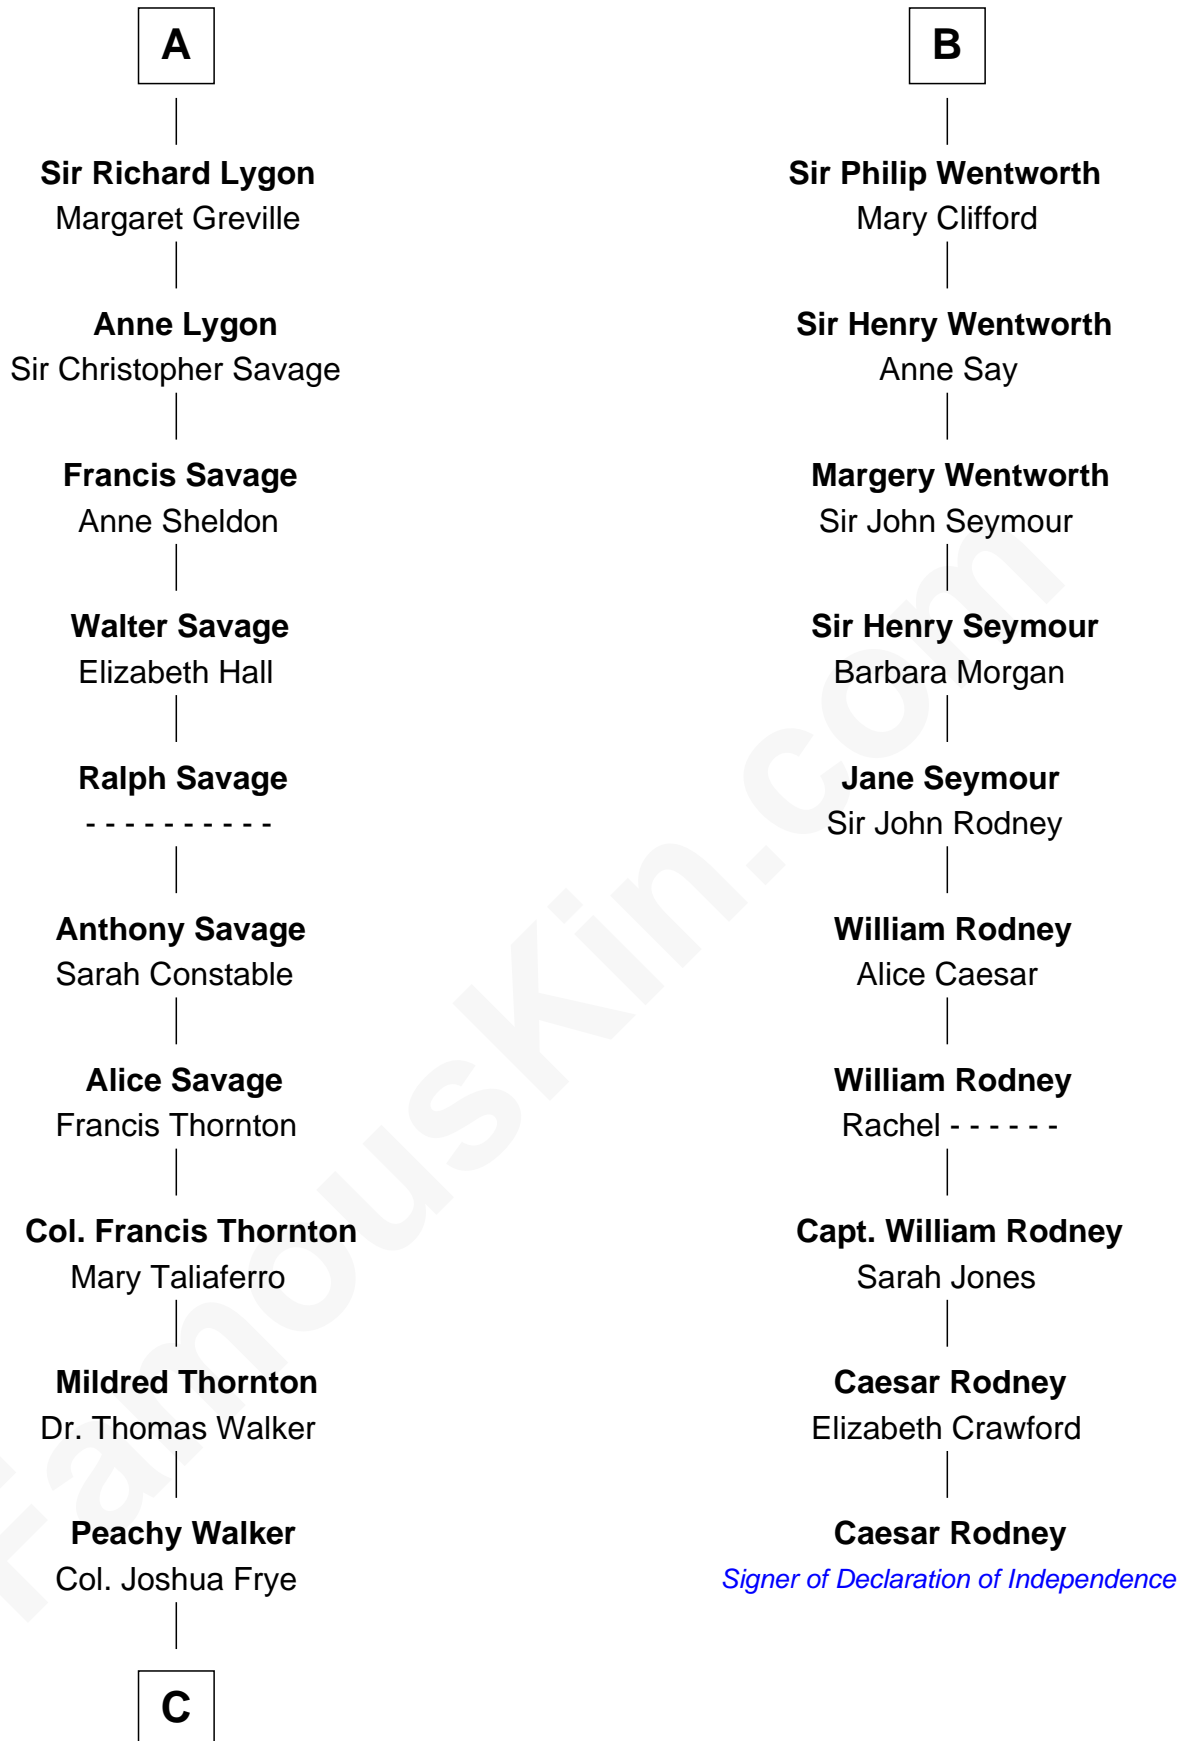 A
Sir Richard Lygon
Margaret Greville
Anne Lygon
Sir Christopher Savage
Francis Savage
Anne Sheldon
Walter Savage
Elizabeth Hall
Ralph Savage
- - - - - - - - - -
Anthony Savage
Sarah Constable
Alice Savage
Francis Thornton
Col. Francis Thornton
Mary Taliaferro
Mildred Thornton
Dr. Thomas Walker
Peachy Walker
Col. Joshua Frye
C
B
Sir Philip Wentworth
Mary Clifford
Sir Henry Wentworth
Anne Say
Margery Wentworth
Sir John Seymour
Sir Henry Seymour
Barbara Morgan
Jane Seymour
Sir John Rodney
William Rodney
Alice Caesar
William Rodney
Rachel - - - - - -
Capt. William Rodney
Sarah Jones
Caesar Rodney
Elizabeth Crawford
Caesar Rodney
Signer of Declaration of Independence
FamousKin.com